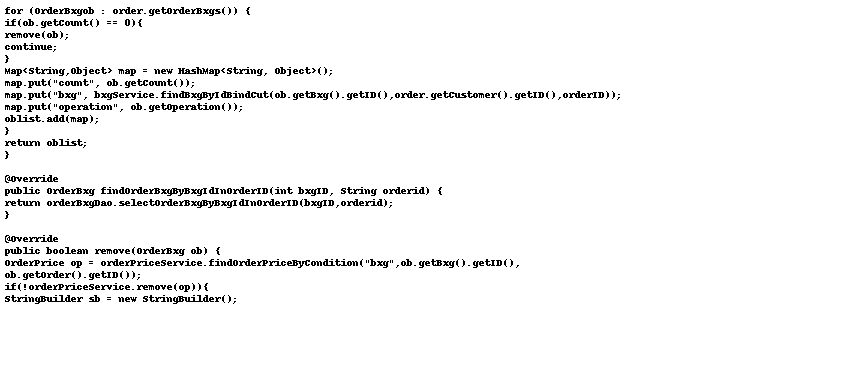 for (OrderBxgob : order.getOrderBxgs()) {
if(ob.getCount() == 0){
remove(ob);
continue;
}
Map<String,Object> map = new HashMap<String, Object>();
map.put("count", ob.getCount());
map.put("bxg", bxgService.findBxgByIdBindCut(ob.getBxg().getID(),order.getCustomer().getID(),orderID));
map.put("operation", ob.getOperation());
oblist.add(map);
}
return oblist;
}
@Override
public OrderBxg findOrderBxgByBxgIdInOrderID(int bxgID, String orderid) {
return orderBxgDao.selectOrderBxgByBxgIdInOrderID(bxgID,orderid);
}
@Override
public boolean remove(OrderBxg ob) {
OrderPrice op = orderPriceService.findOrderPriceByCondition("bxg",ob.getBxg().getID(),
ob.getOrder().getID());
if(!orderPriceService.remove(op)){
StringBuilder sb = new StringBuilder();